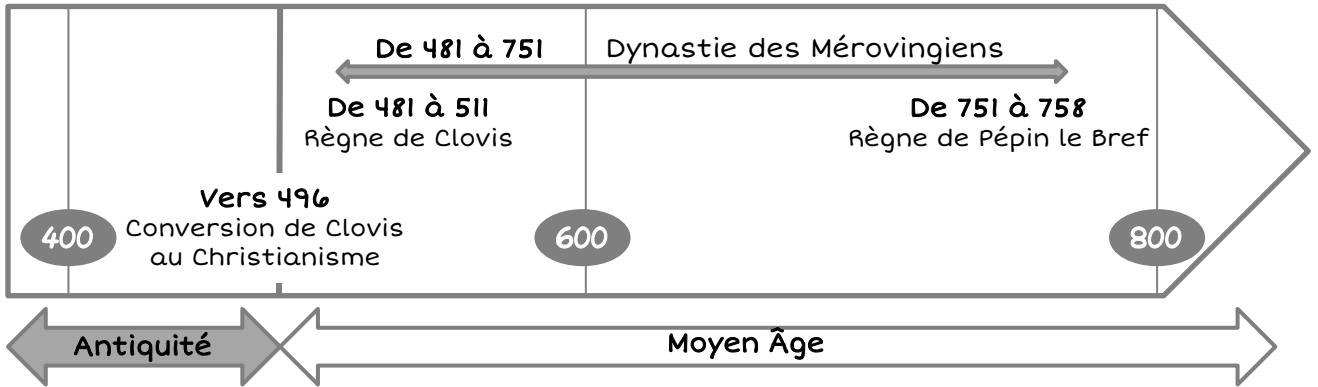 De 481 à 751 Dynastie des Mérovingiens
De 481 à 511
Règne de Clovis
De 751 à 758
Règne de Pépin le Bref
Vers 496
Conversion de Clovis
au Christianisme
400
600
800
Antiquité
Moyen Âge